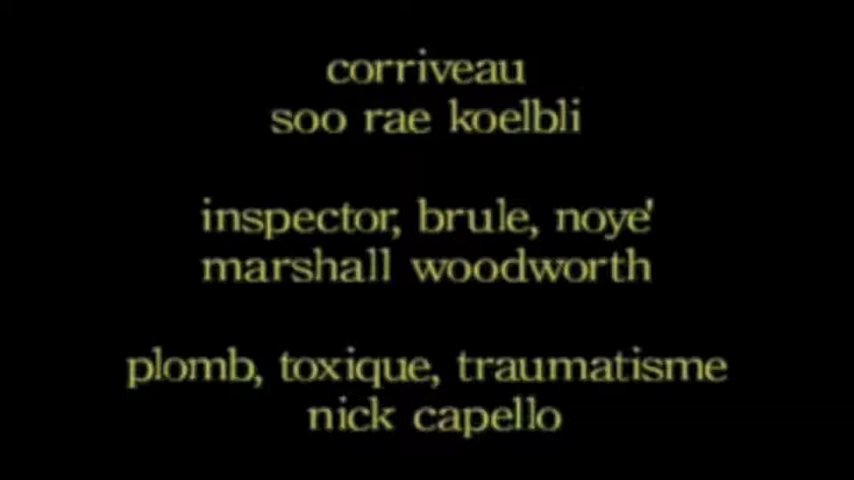 corriveau
soo rae koelbli
inspector, brule, noye'
marshall woodworth
plomb, toxique, traumatisme
nick capello